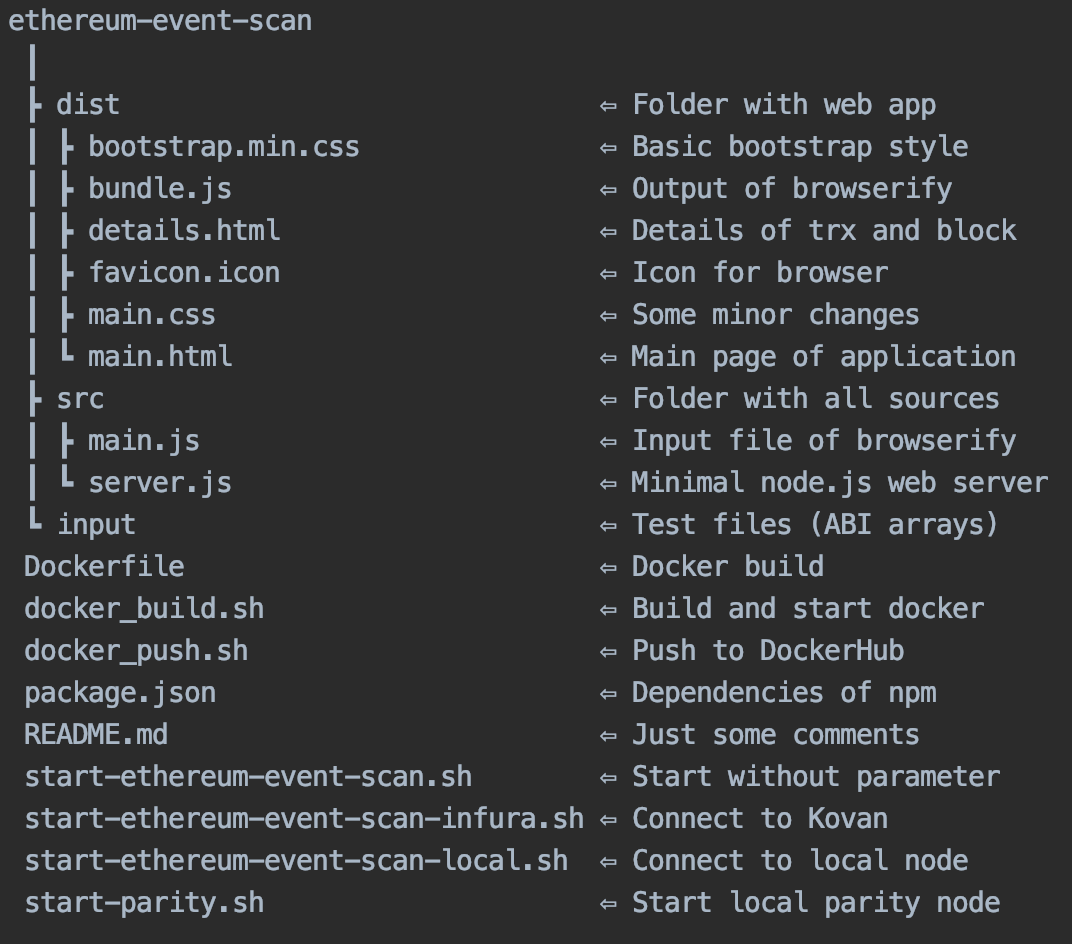 ethereum-event-scan
┃
┣ dist ⇦ Folder with web app
┃ ┣ bootstrap.min.css ⇦ Basic bootstrap style
┃ ┣ bundle.js ⇦ Output of browserify
┃ ┣ details.html ⇦ Details of trx and block
┃ ┣ favicon.icon ⇦ Icon for browser
┃ ┣ main.css ⇦ Some minor changes
┃ ┗ main.html ⇦ Main page of application
┣ src ⇦ Folder with all sources
┃ ┣ main.js ⇦ Input file of browserify
┃ ┗ server.js ⇦ Minimal node.js web server
┗ input ⇦ Test files (ABI arrays)
Dockerfile ⇦ Docker build
docker_build.sh ⇦ Build and start docker
docker_push.sh ⇦ Push to DockerHub
package.json ⇦ Dependencies of npm
README.md ⇦ Just some comments
start-ethereum-event-scan.sh ⇦ Start without parameter
start-ethereum-event-scan-infura.sh ⇦ Connect to Kovan
start-ethereum-event-scan-local.sh ⇦ Connect to local node
start-parity.sh ⇦ Start local parity node